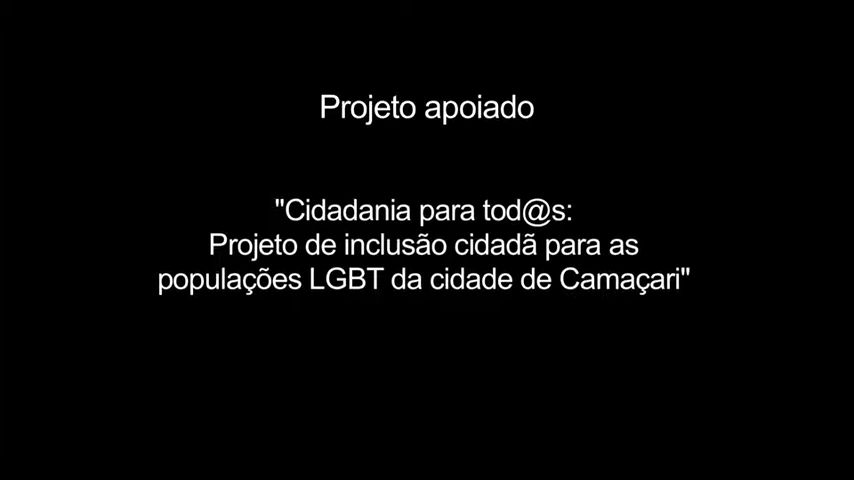 Projeto apoiado
"Cidadania para tod@s:
Projeto de inclusão cidadã para as
populações LGBT da cidade de Camaçari"